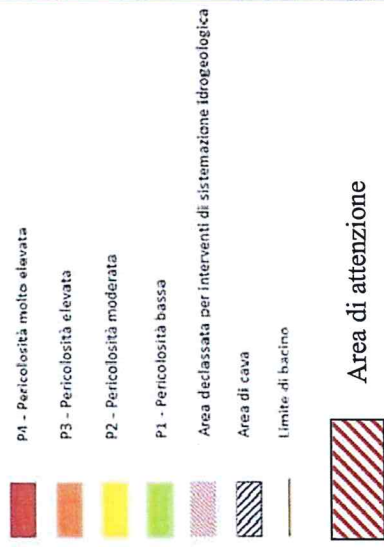 P4 - Pericolosità molto elevata
P3 - Pericolosità elevata
P2 - Pericolosità moderata
P1 - Pericolosità bassa
Area declassata per interventi di sistemazione idrogeologica
Area di cava
Limite di bacino
Area di attenzione